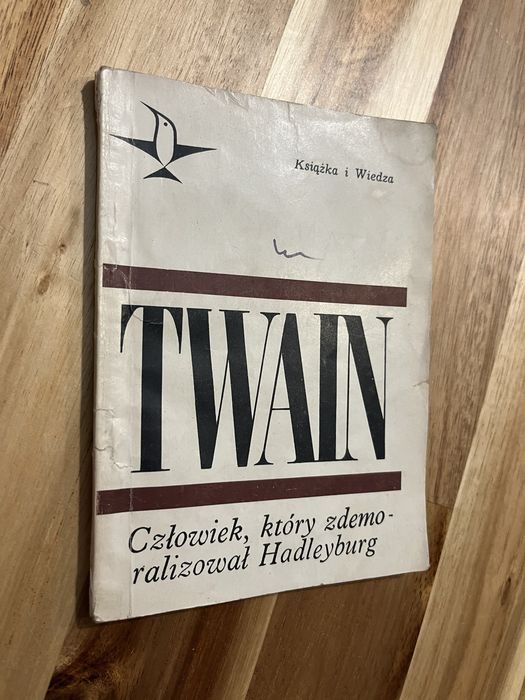 Książka i Wiedza
TWAIN
Człowiek, który zdemo-
ralizował Hadleyburg